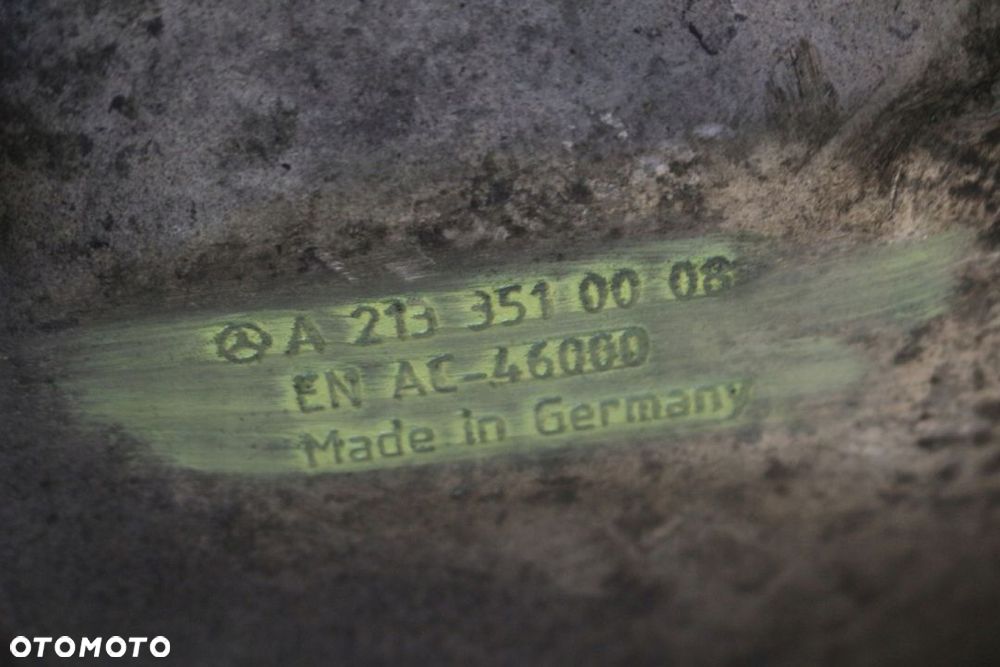 A 213 351 00 08
EN AC-46000
Made in Germany
OTOMOTO